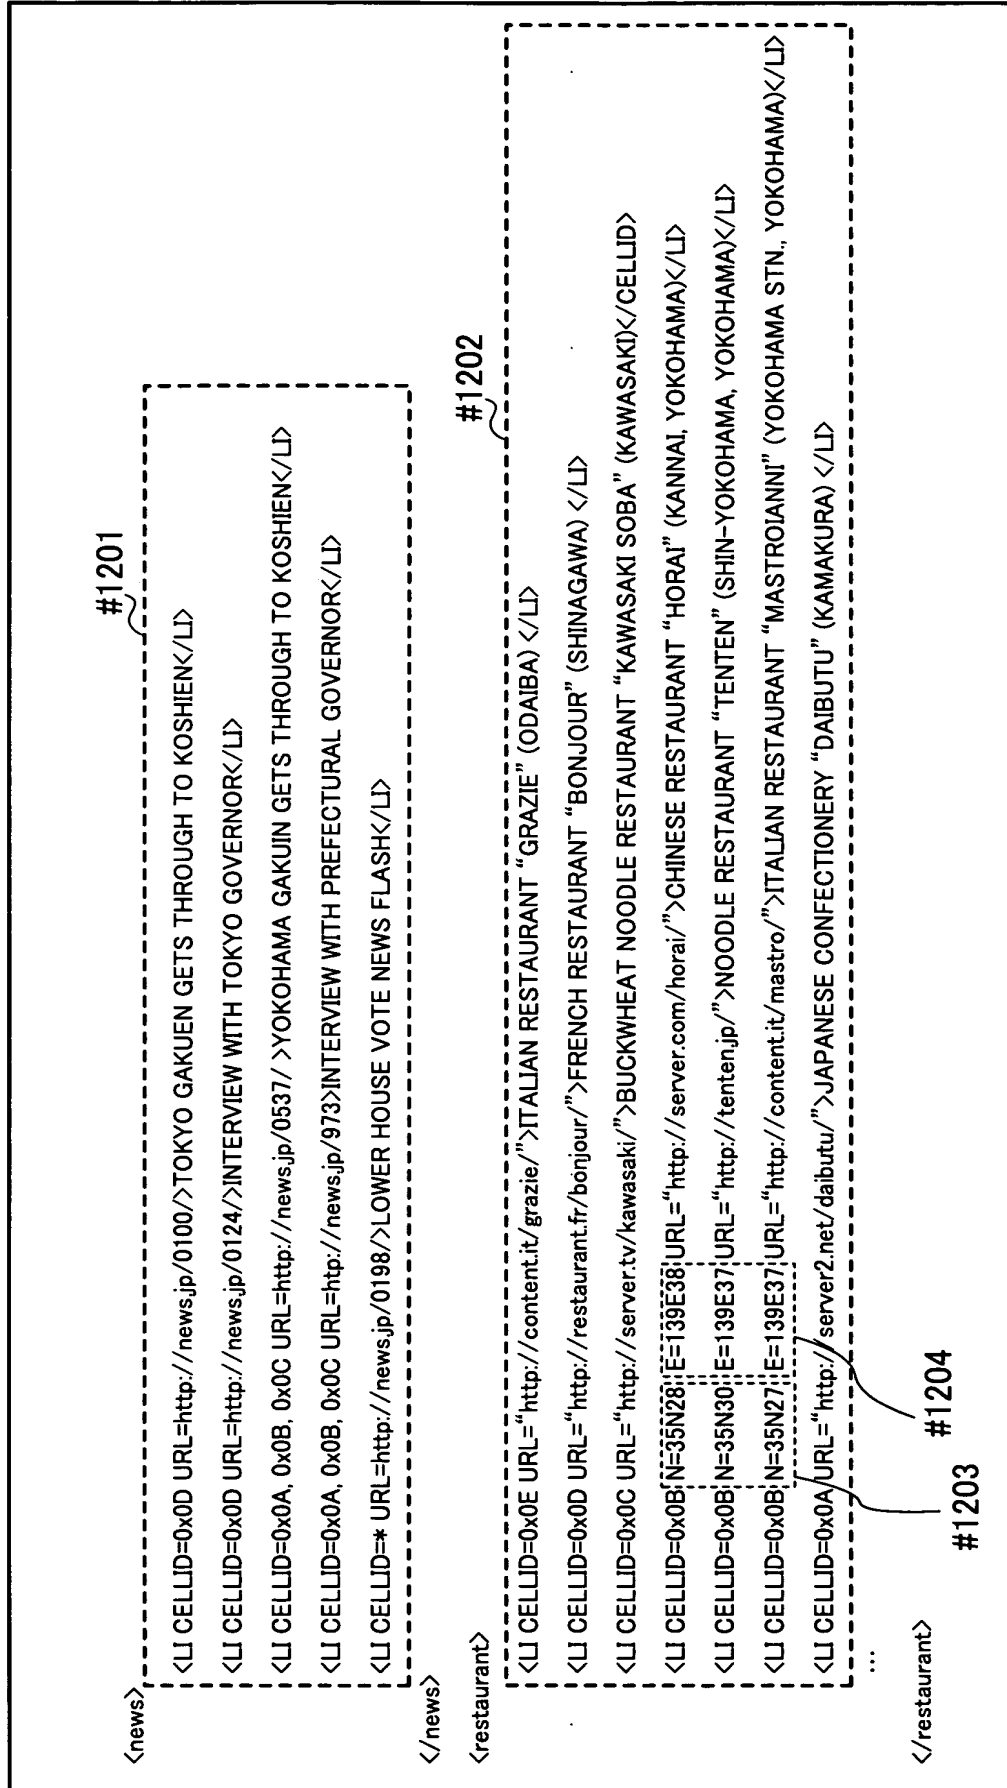 <news>
#1201
<LI CELLID=0x0D URL=http://news.jp/0100/>TOKYO GAKUEN GETS THROUGH TO KOSHIEN</LI>
<LI CELLID=0x0D URL=http://news.jp/0124/>INTERVIEW WITH TOKYO GOVERNOR</LI>
<LI CELLID=0x0A, 0x0B, 0x0C URL=http://news.jp/0537/ >YOKOHAMA GAKUIN GETS THROUGH TO KOSHIEN</LI>
<LI CELLID=0x0A, 0x0B, 0x0C URL=htp://news.jp/973>INTERVIEW WITH PREFECTURAL GOVERNOR</LI>
<LI CELLID=* URL=http://news.jp/0198/>LOWER HOUSE VOTE NEWS FLASH</LI>
</news>
<restaurant>
#1202
<LI CELLID=0x0E URL=“http://content.it/grazie/”>ITALIAN RESTAURANT “GRAZIE” (ODAIBA) </LI>
<LI CELLID=0x0D URL=“http://restaurant.fr/bonjour/”>FRENCH RESTAURANT “BONJOUR” (SHINAGAWA) </LI>
<LI CELLID=0x0C URL=“http://server.tv/kawasaki/”>BUCKWHEAT NOODLE RESTAURANT “KAWASAKI SOBA” (KAWASAKI)</CELLID>
<LI CELLID=0x0B N=35N28 E=139E38 URL=“http://server.com/horai/”>CHINESE RESTAURANT “HORAI” (KANNAI, YOKOHAMA)</LI>
<LI CELLID=0x0B N=35N30 E=139E37 URL=“http://tenten.jp/”>NOODLE RESTAURANT “TENTEN” (SHIN-YOKOHAMA, YOKOHAMA)</LI>
<LI CELLID=0x0B N=35N27 E=139E37 URL=“http://content.it/mastro/”>ITALIAN RESTAURANT “MASTROIANNI” (YOKOHAMA STN., YOKOHAMA)</LI>
<LI CELLID=0x0A URL=“http://server2.net/daibutu/”>JAPANESE CONFECTIONERY “DAIBUTU” (KAMAKURA) </LI>
...
</restaurant>
#1203
#1204